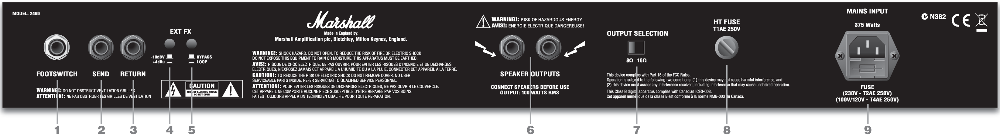 MODEL: 2466
EXT FX
-10dBV
+4dBu
BYPASS
LOOP
FOOTSWITCH
SEND
RETURN
WARNING!: DO NOT OBSTRUCT VENTILATION GRILLES
ATTENTION!: NE PAS OBSTRUER DES GRILLES DE VENTILATION
CAUTION
RISK OF ELECTRIC SHOCK
DO NOT OPEN
Marshall
Made in England by:
Marshall Amplification plc, Bletchley, Milton Keynes, England.
WARNING!: SHOCK HAZARD. DO NOT OPEN. TO REDUCE THE RISK OF FIRE OR ELECTRIC SHOCK
DO NOT EXPOSE THIS EQUIPMENT TO RAIN OR MOISTURE. THIS APPARATUS MUST BE EARTHED.
AVIS!: RISQUE DE CHOC ELECTRIQUE. NE PAS OUVRIR. POUR EVITER LES RISQUES D'INCENDIE ET DE DECHARGES
ELECTRIQUES, N'EXPOSEZ JAMAIS CET APPAREIL A L'HUMIDITE OU A LA PLUIE. CONNECTER CET APPAREIL A LA TERRE.
CAUTION!: TO REDUCE THE RISK OF ELECTRIC SHOCK DO NOT REMOVE COVER. NO USER
SERVICEABLE PARTS INSIDE. REFER SERVICING TO QUALIFIED SERVICE PERSONNEL.
ATTENTION!: POUR EVITER LES RISQUES DE DECHARGES ELECTRIQUES, NE PAS OUVRIR LE COUVERCLE.
CET APPAREIL NE COMPORTE AUCUNE PIECE SUSCEPTIBLE D'ETRE REPAREE PAR VOS SOINS.
FAITES TOUJOURS APPEL A UN TECHNICIEN QUALIFIE POUR TOUTE REPARATION.
WARNING!: RISK OF HAZARDOUS ENERGY
AVIS!: ENERGIE ELECTRIQUE DANGEREUSE!
SPEAKER OUTPUTS
CONNECT SPEAKERS BEFORE USE
OUTPUT: 100 WATTS RMS
OUTPUT SELECTION
8Ω 16Ω
HT FUSE
T1AE 250V
This device complies with Part 15 of the FCC Rules.
Operation is subject to the following two conditions: (1) this device may not cause harmful interference, and
(2) this device must accept any interference received, including interference that may cause undesired operation.
This Class B digital apparatus complies with Canadian ICES-003.
Cet appareil numérique de la classe B est conforme à la norme NMB-003 du Canada.
MAINS INPUT
375 Watts
FUSE
(230V - T2AE 250V)
(100V/120V - T4AE 250V)
N382
CE
1 2 3 4 5 6 7 8 9